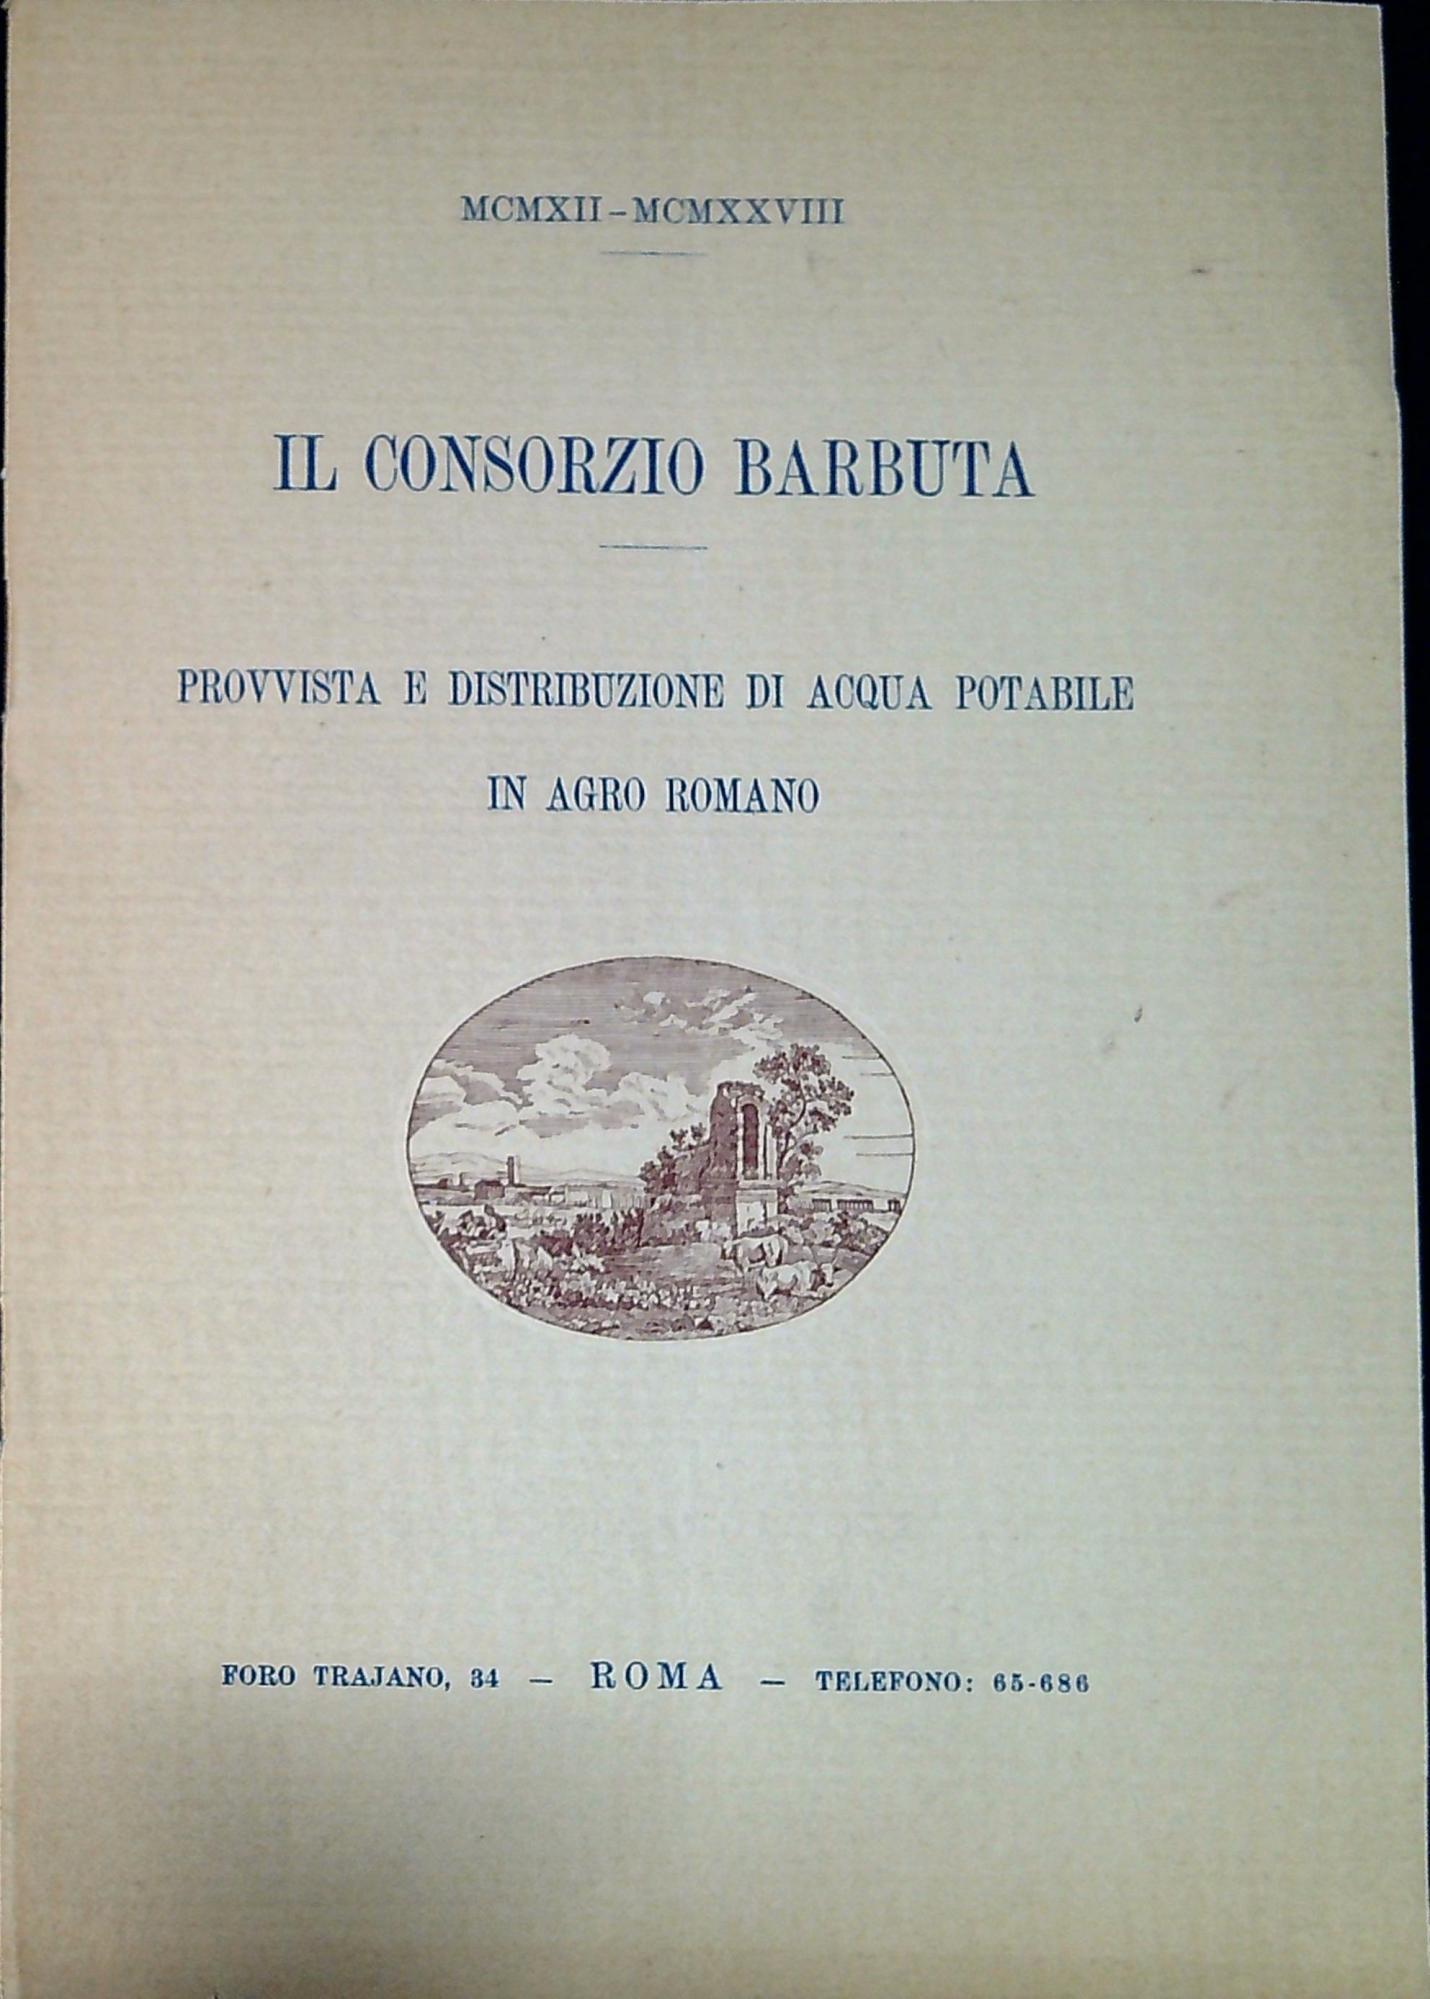 MCMXII-MCMXXVIII
IL CONSORZIO BARBUTA
PROVVISTA E DISTRIBUZIONE DI ACQUA POTABILE
IN AGRO ROMANO
FORO TRAJANO, 34 — ROMA — TELEFONO: 65-686